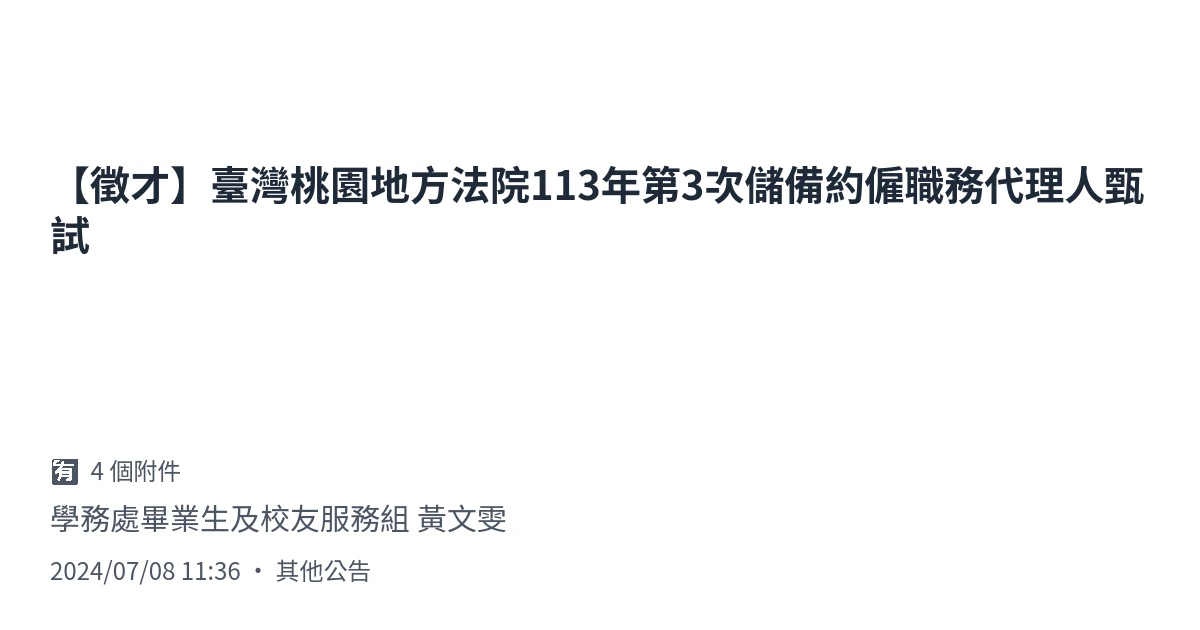 【徵才】臺灣桃園地方法院113年第3次儲備約僱職務代理人甄
試
有 4 個附件
學務處畢業生及校友服務組 黃文雯
2024/07/08 11:36 • 其他公告